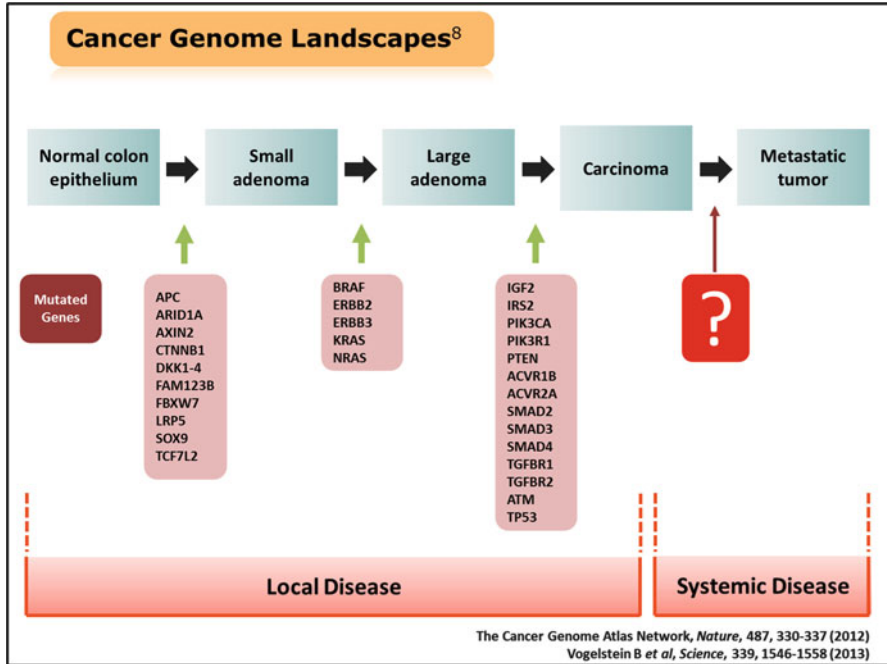 Cancer Genome Landscapes8
Normal colon
epithelium
Small
adenoma
Large
adenoma
Carcinoma
Metastatic
tumor
Mutated
Genes
APC
ARID1A
AXIN2
CTNNB1
DKK1-4
FAM123B
FBXW7
LRP5
SOX9
TCF7L2
BRAF
ERBB2
ERBB3
KRAS
NRAS
IGF2
IRS2
PIK3CA
PIK3R1
PTEN
ACVR1B
ACVR2A
SMAD2
SMAD3
SMAD4
TGFBR1
TGFBR2
ATM
TP53
?
Local Disease
Systemic Disease
The Cancer Genome Atlas Network, Nature, 487, 330-337 (2012)
Vogelstein B et al, Science, 339, 1546-1558 (2013)